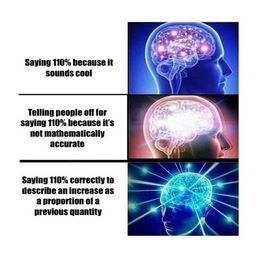 Saying 110% because it
sounds cool
Telling people off for
saying 110% because it's
not mathematically
accurate
Saying 110% correctly to
describe an increase as
a proportion of a
previous quantity